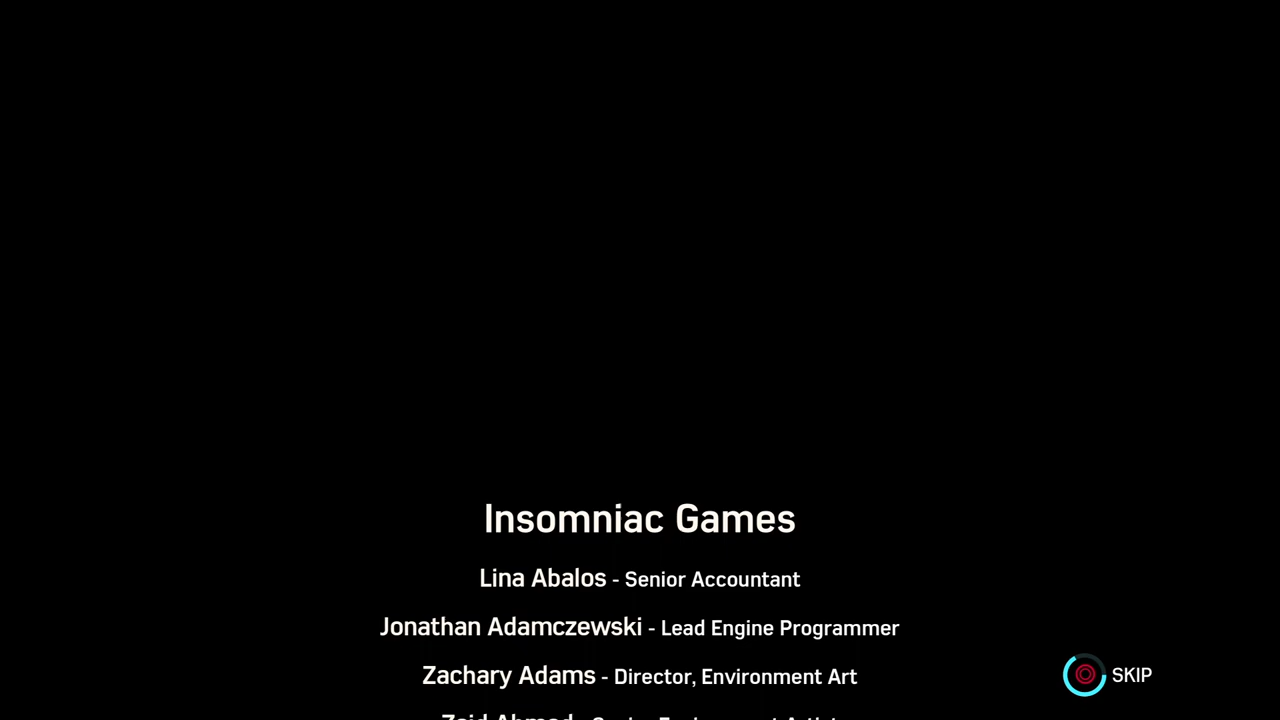 Insomniac Games
Lina Abalos - Senior Accountant
Jonathan Adamczewski - Lead Engine Programmer
Zachary Adams - Director, Environment Art
SKIP